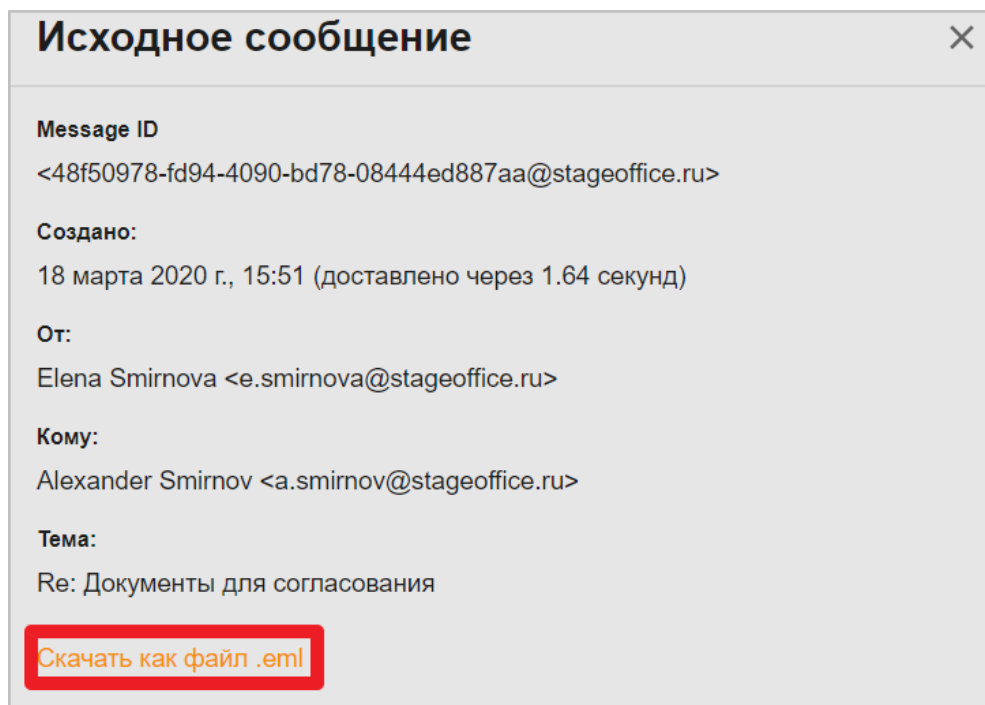 Исходное сообщение
Message ID
<48f50978-fd94-4090-bd78-08444ed887aa@stageoffice.ru>
Создано:
18 марта 2020 г., 15:51 (доставлено через 1.64 секунд)
От:
Elena Smirnova <e.smirnova@stageoffice.ru>
Кому:
Alexander Smirnov <a.smirnov@stageoffice.ru>
Тема:
Re: Документы для согласования
Скачать как файл .eml